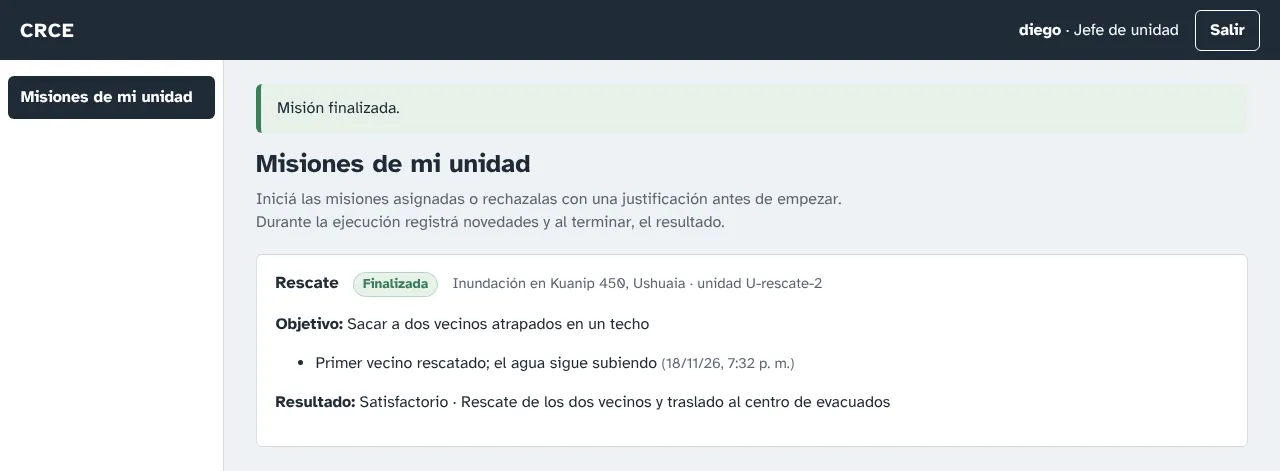 CRCE
diego · Jefe de unidad
Salir
Misiones de mi unidad
Misión finalizada.
Misiones de mi unidad
Iniciá las misiones asignadas o rechazalas con una justificación antes de empezar.
Durante la ejecución registrá novedades y al terminar, el resultado.
Rescate Finalizada Inundación en Kuanip 450, Ushuaia · unidad U-rescate-2
Objetivo: Sacar a dos vecinos atrapados en un techo
• Primer vecino rescatado; el agua sigue subiendo (18/11/26, 7:32 p. m.)
Resultado: Satisfactorio · Rescate de los dos vecinos y traslado al centro de evacuados